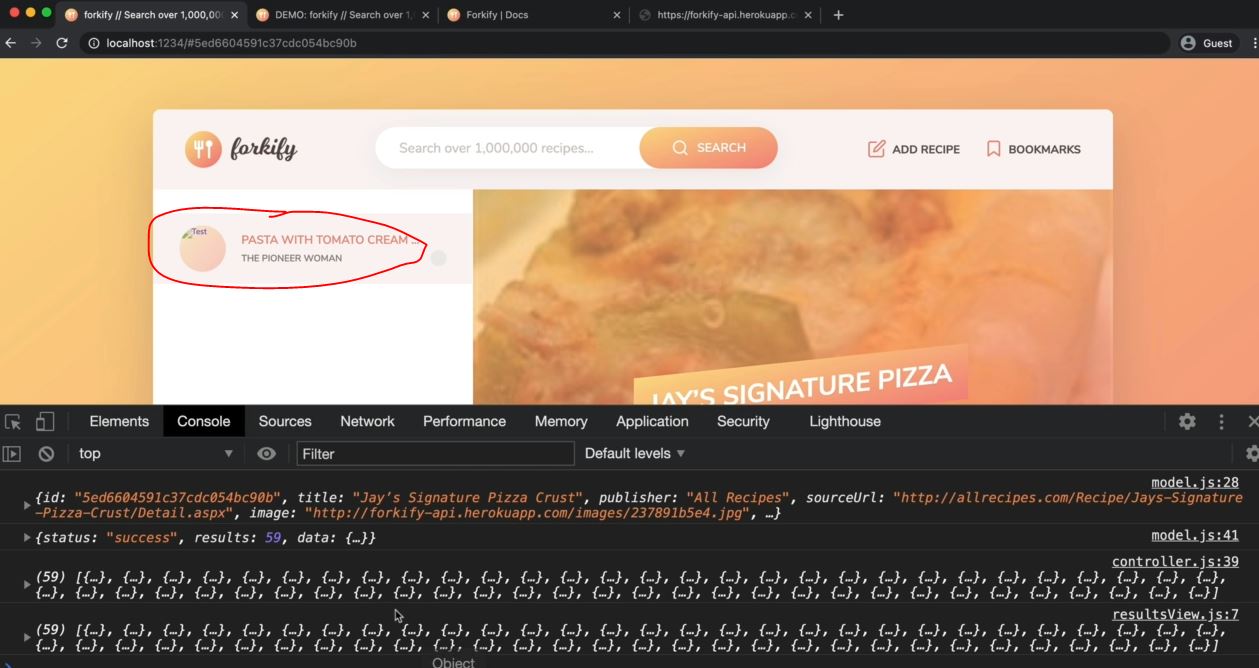 forkify // Search over 1,000,00
DEMO: forkify // Search over 1,
Forkify | Docs
https://forkify-api.herokuapp.c
localhost:1234/#5ed6604591c37cdc054bc90b
Guest
forkify
Search over 1,000,000 recipes...
SEARCH
ADD RECIPE
BOOKMARKS
Test
PASTA WITH TOMATO CREAM ...
THE PIONEER WOMAN
JAY'S SIGNATURE PIZZA
Elements Console Sources Network Performance Memory Application Security Lighthouse
top
Filter
Default levels
model.js:28
{id: "5ed6604591c37cdc054bc90b", title: "Jay’s Signature Pizza Crust", publisher: "All Recipes", sourceUrl: "http://allrecipes.com/Recipe/Jays-Signature
-Pizza-Crust/Detail.aspx", image: "http://forkify-api.herokuapp.com/images/237891b5e4.jpg", …}
{status: "success", results: 59, data: {…}}
model.js:41
controller.js:39
(59) [{…}, {…}, {…}, {…}, {…}, {…}, {…}, {…}, {…}, {…}, {…}, {…}, {…}, {…}, {…}, {…}, {…}, {…}, {…}, {…}, {…}, {…}, {…}, {…}, {…}, {…}, {…}, {…}, {…},
{…}, {…}, {…}, {…}, {…}, {…}, {…}, {…}, {…}, {…}, {…}, {…}, {…}, {…}, {…}, {…}, {…}, {…}, {…}, {…}, {…}, {…}, {…}, {…}, {…}, {…}, {…}, {…}, {…}, {…}]
resultsView.js:7
(59) [{…}, {…}, {…}, {…}, {…}, {…}, {…}, {…}, {…}, {…}, {…}, {…}, {…}, {…}, {…}, {…}, {…}, {…}, {…}, {…}, {…}, {…}, {…}, {…}, {…}, {…}, {…}, {…}, {…},
{…}, {…}, {…}, {…}, {…}, {…}, {…}, {…}, {…}, {…}, {…}, {…}, {…}, {…}, {…}, {…}, {…}, {…}, {…}, {…}, {…}, {…}, {…}, {…}, {…}, {…}, {…}, {…}, {…}, {…}]
Object